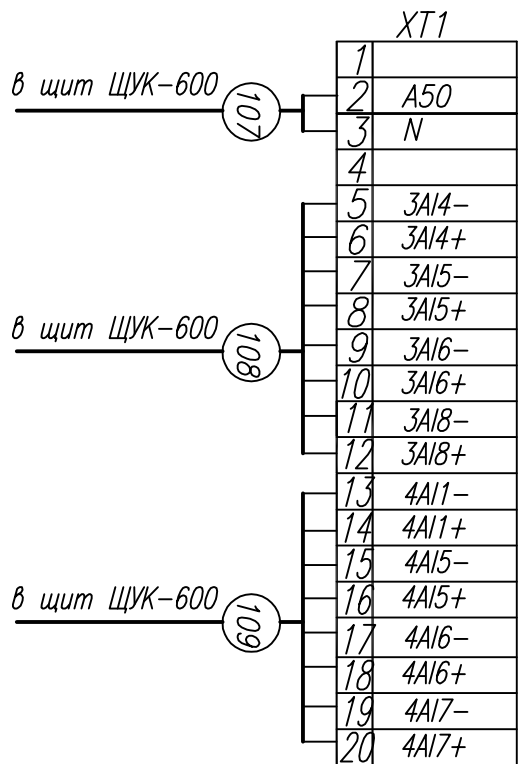 XT1
1
в щит ЩУК-600 107 2 A50
3 N
4
5 3AI4-
6 3AI4+
7 3AI5-
8 3AI5+
в щит ЩУК-600 108 9 3AI6-
10 3AI6+
11 3AI8-
12 3AI8+
13 4AI1-
14 4AI1+
15 4AI5-
в щит ЩУК-600 109 16 4AI5+
17 4AI6-
18 4AI6+
19 4AI7-
20 4AI7+